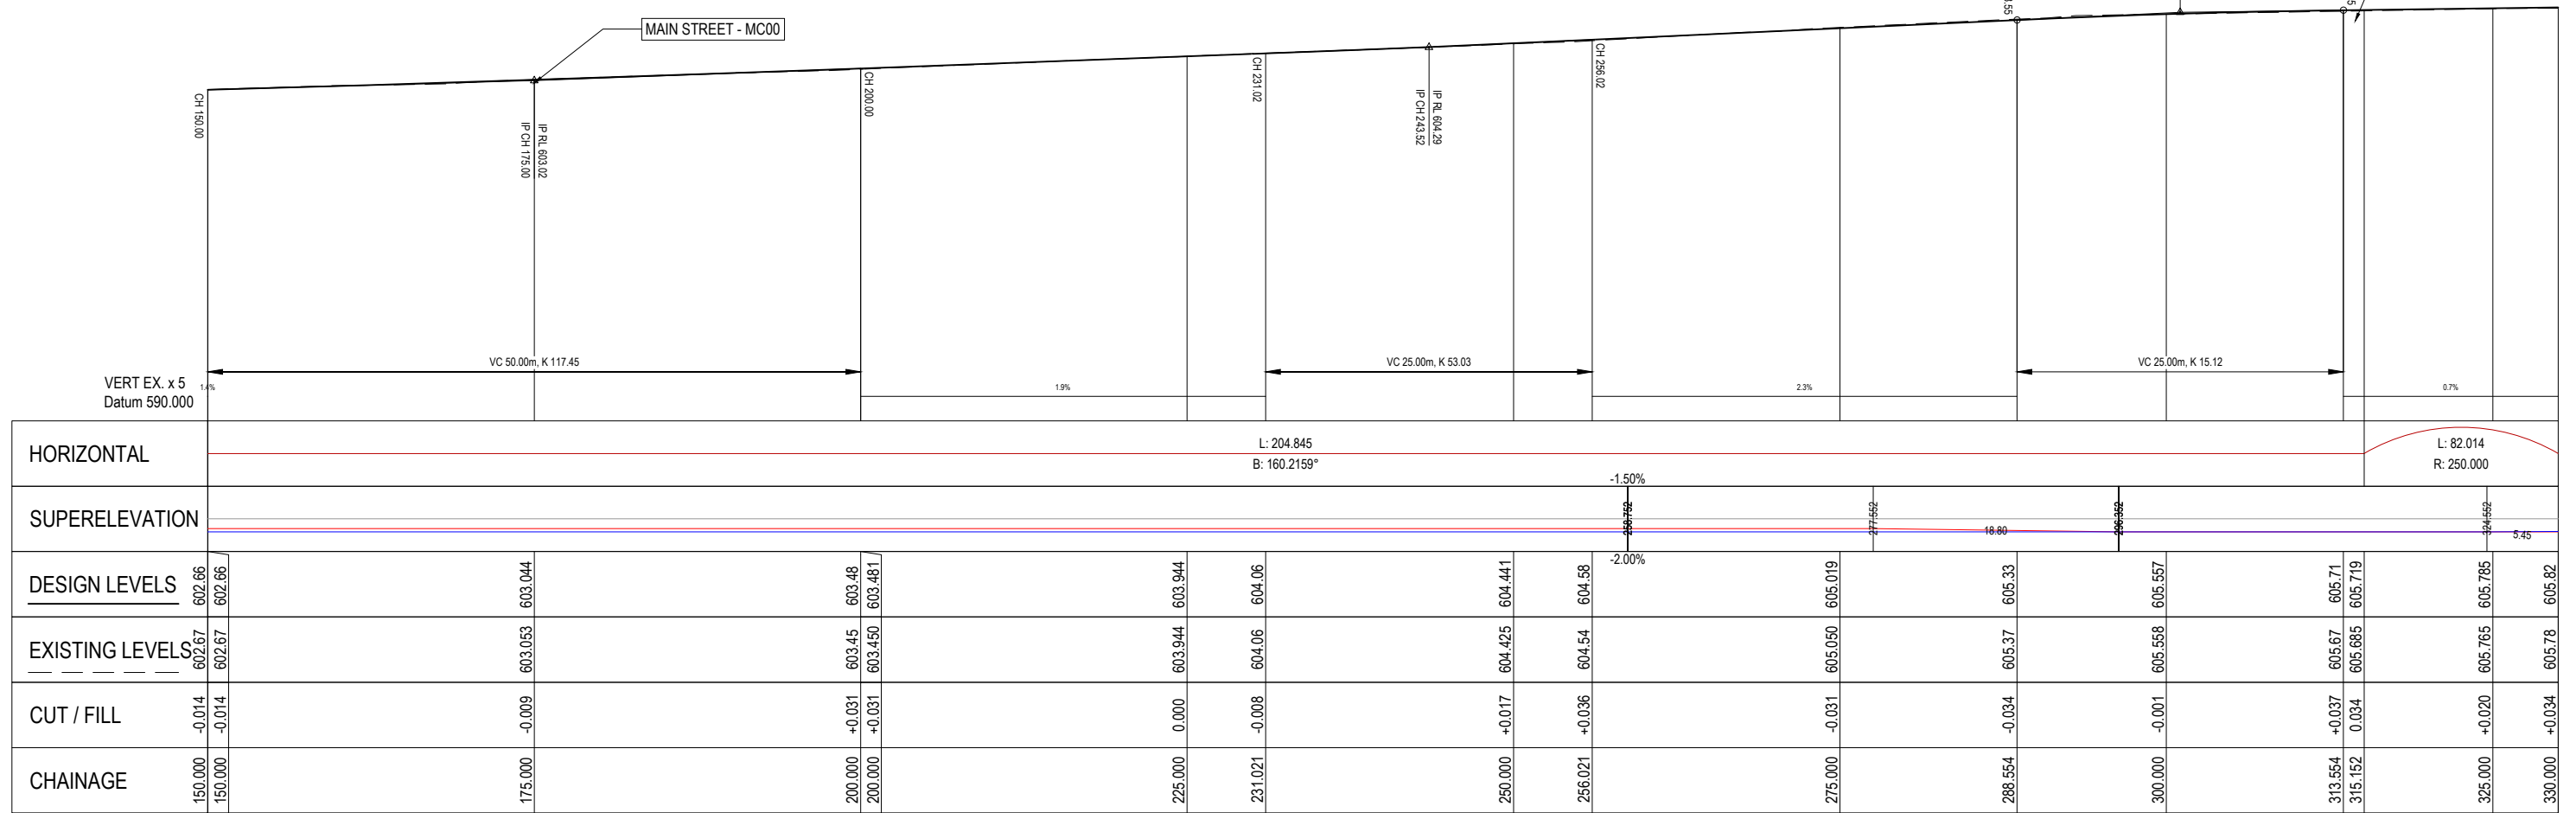 MAIN STREET - MC00
CH 150.00
IP CH 175.00
IP RL 603.02
CH 200.00
CH 231.02
IP CH 243.52
IP RL 604.29
CH 256.02
.55
5
VC 50.00m, K 117.45
VC 25.00m, K 53.03
VC 25.00m, K 15.12
VERT EX. x 5
Datum 590.000
1.4%
1.9%
2.3%
0.7%
HORIZONTAL
L: 204.845
B: 160.2159°
L: 82.014
R: 250.000
-1.50%
SUPERELEVATION
258.752
277.552
18.80
296.352
324.552
5.45
-2.00%
DESIGN LEVELS 602.66 602.66 603.044 603.48 603.481 603.944 604.06 604.441 604.58 605.019 605.33 605.557 605.71 605.719 605.785 605.82
EXISTING LEVELS 602.67 602.67 603.053 603.45 603.450 603.944 604.06 604.425 604.54 605.050 605.37 605.558 605.67 605.685 605.765 605.78
CUT / FILL -0.014 -0.014 -0.009 +0.031 +0.031 0.000 -0.008 +0.017 +0.036 -0.031 -0.034 -0.001 +0.037 0.034 +0.020 +0.034
CHAINAGE 150.000 150.000 175.000 200.000 200.000 225.000 231.021 250.000 256.021 275.000 288.554 300.000 313.554 315.152 325.000 330.000